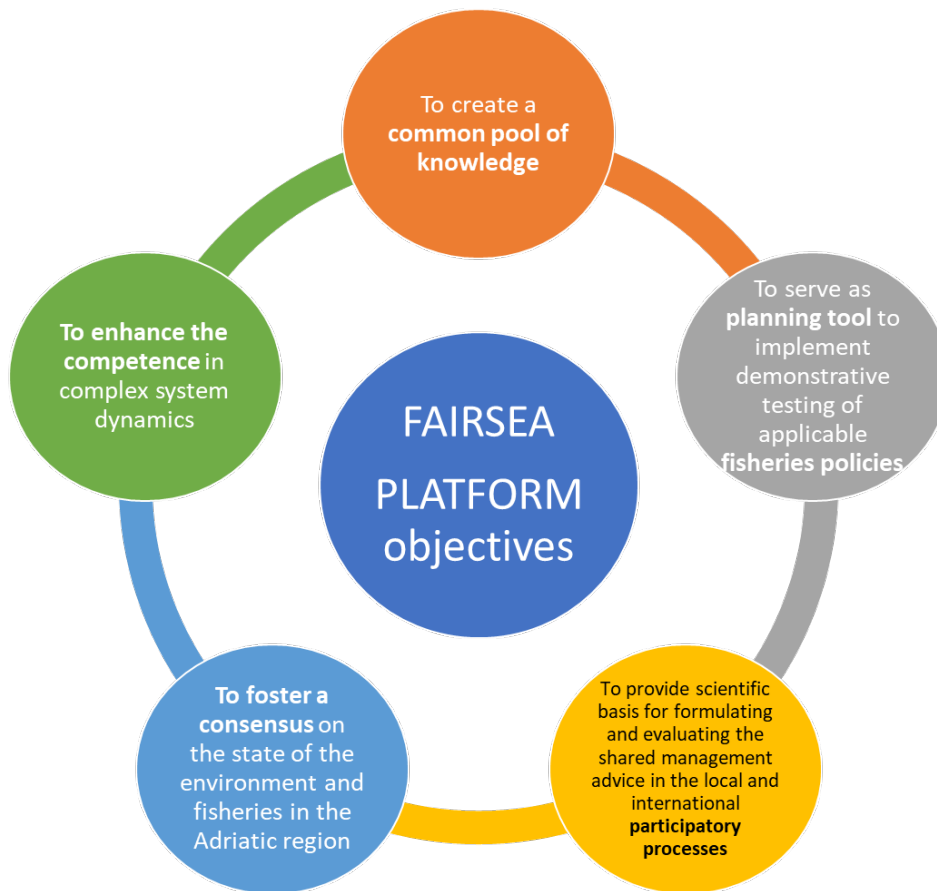 To create a
common pool of
knowledge
To serve as
planning tool to
implement
demonstrative
testing of
applicable
fisheries policies
To provide scientific
basis for formulating
and evaluating the
shared management
advice in the local and
international
participatory
processes
To foster a
consensus on
the state of the
environment and
fisheries in the
Adriatic region
To enhance the
competence in
complex system
dynamics
FAIRSEA
PLATFORM
objectives